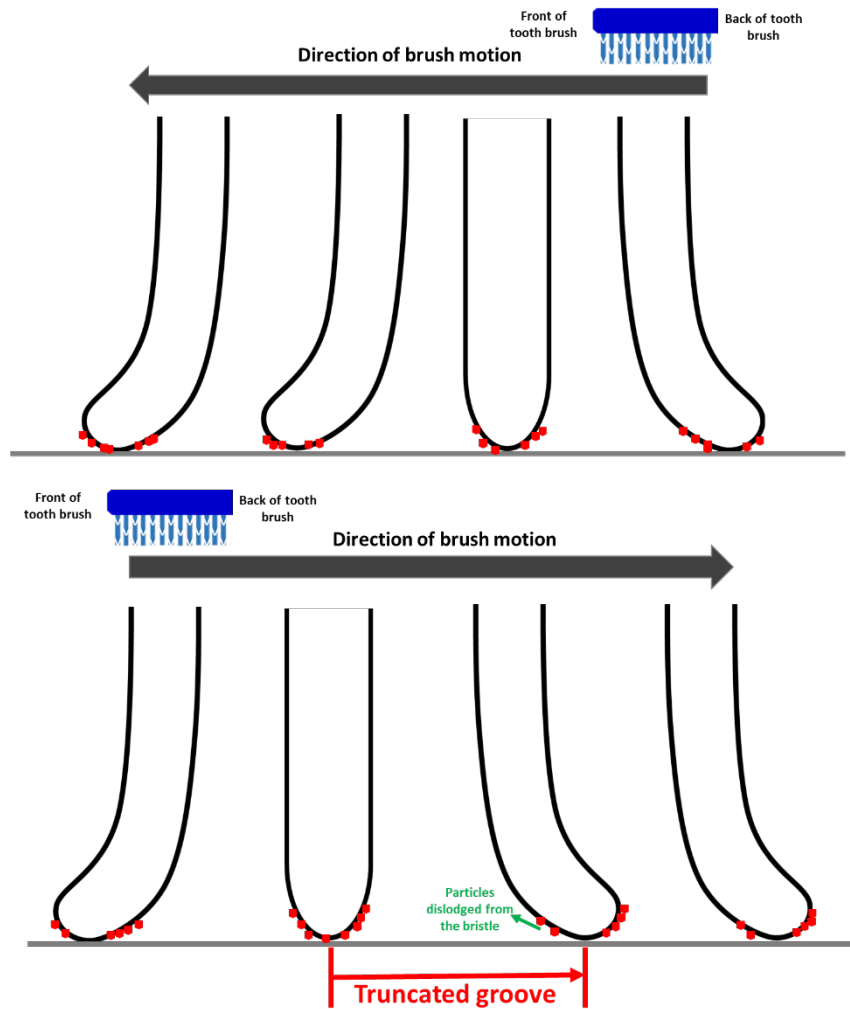 Front of
tooth brush
Back of tooth
brush
Direction of brush motion
Front of
tooth brush
Back of tooth
brush
Direction of brush motion
Particles
dislodged from
the bristle
Truncated groove